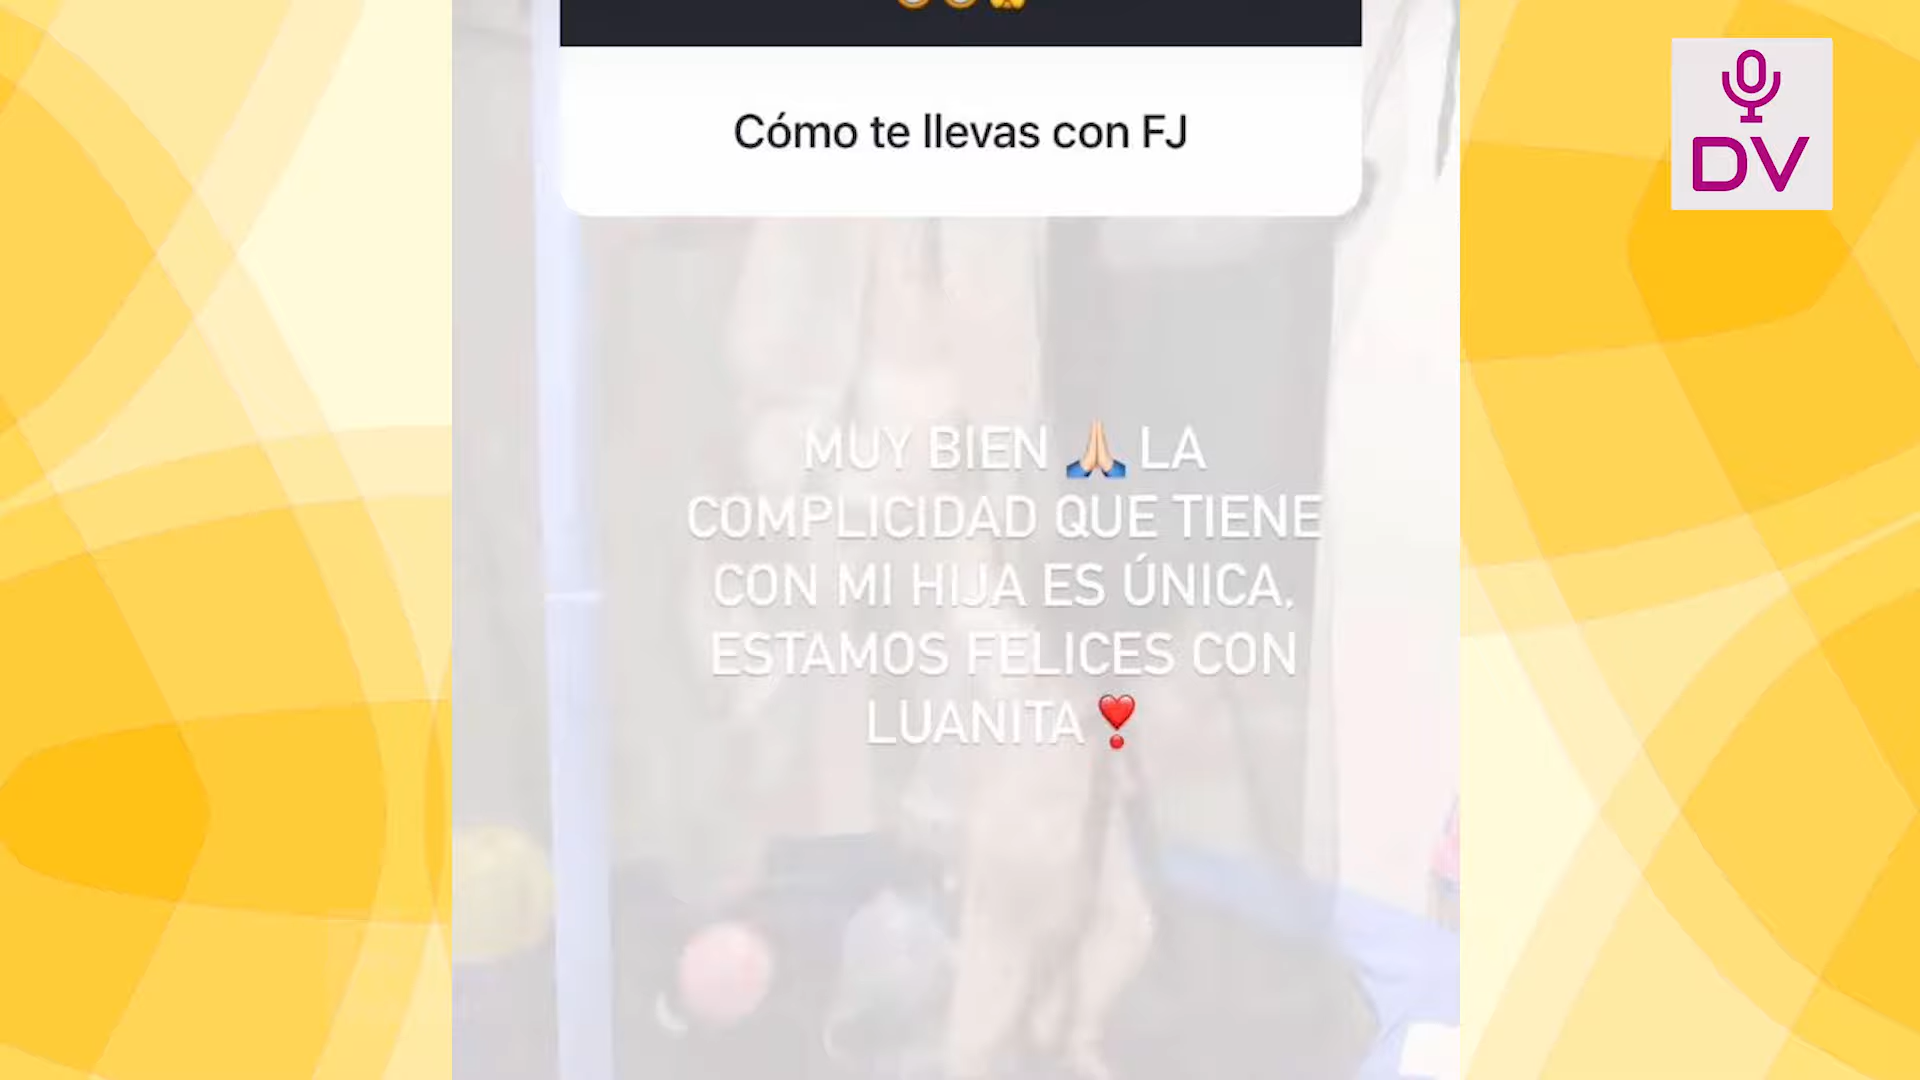 Cómo te llevas con FJ
MUY BIEN 🙏🏼 LA
COMPLICIDAD QUE TIENE
CON MI HIJA ES ÚNICA,
ESTAMOS FELICES CON
LUANITA ❣️
DV